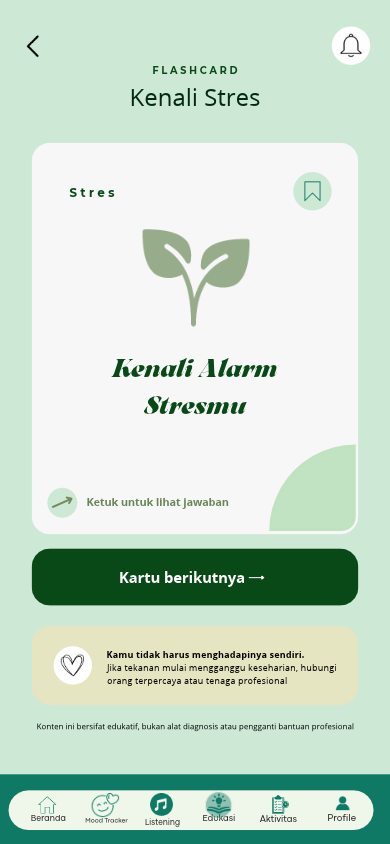 FLASHCARD
Kenali Stres
Stres
Kenali Alarm
Stresmu
Ketuk untuk lihat jawaban
Kartu berikutnya →
Kamu tidak harus menghadapinya sendiri.
Jika tekanan mulai mengganggu keseharian, hubungi
orang terpercaya atau tenaga profesional
Konten ini bersifat edukatif, bukan alat diagnosis atau pengganti bantuan profesional
Beranda
Mood Tracker
Listening
Edukasi
Aktivitas
Profile